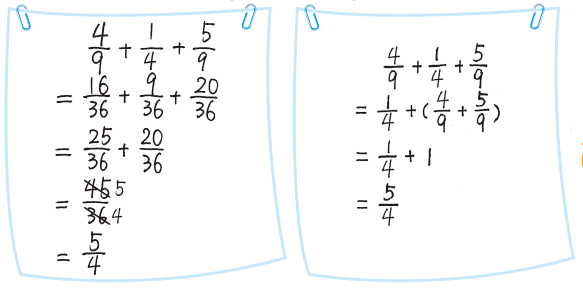 4/9 + 1/4 + 5/9
= 16/36 + 9/36 + 20/36
= 25/36 + 20/36
= 45/36 5/4
= 5/4
4/9 + 1/4 + 5/9
= 1/4 + (4/9 + 5/9)
= 1/4 + 1
= 5/4